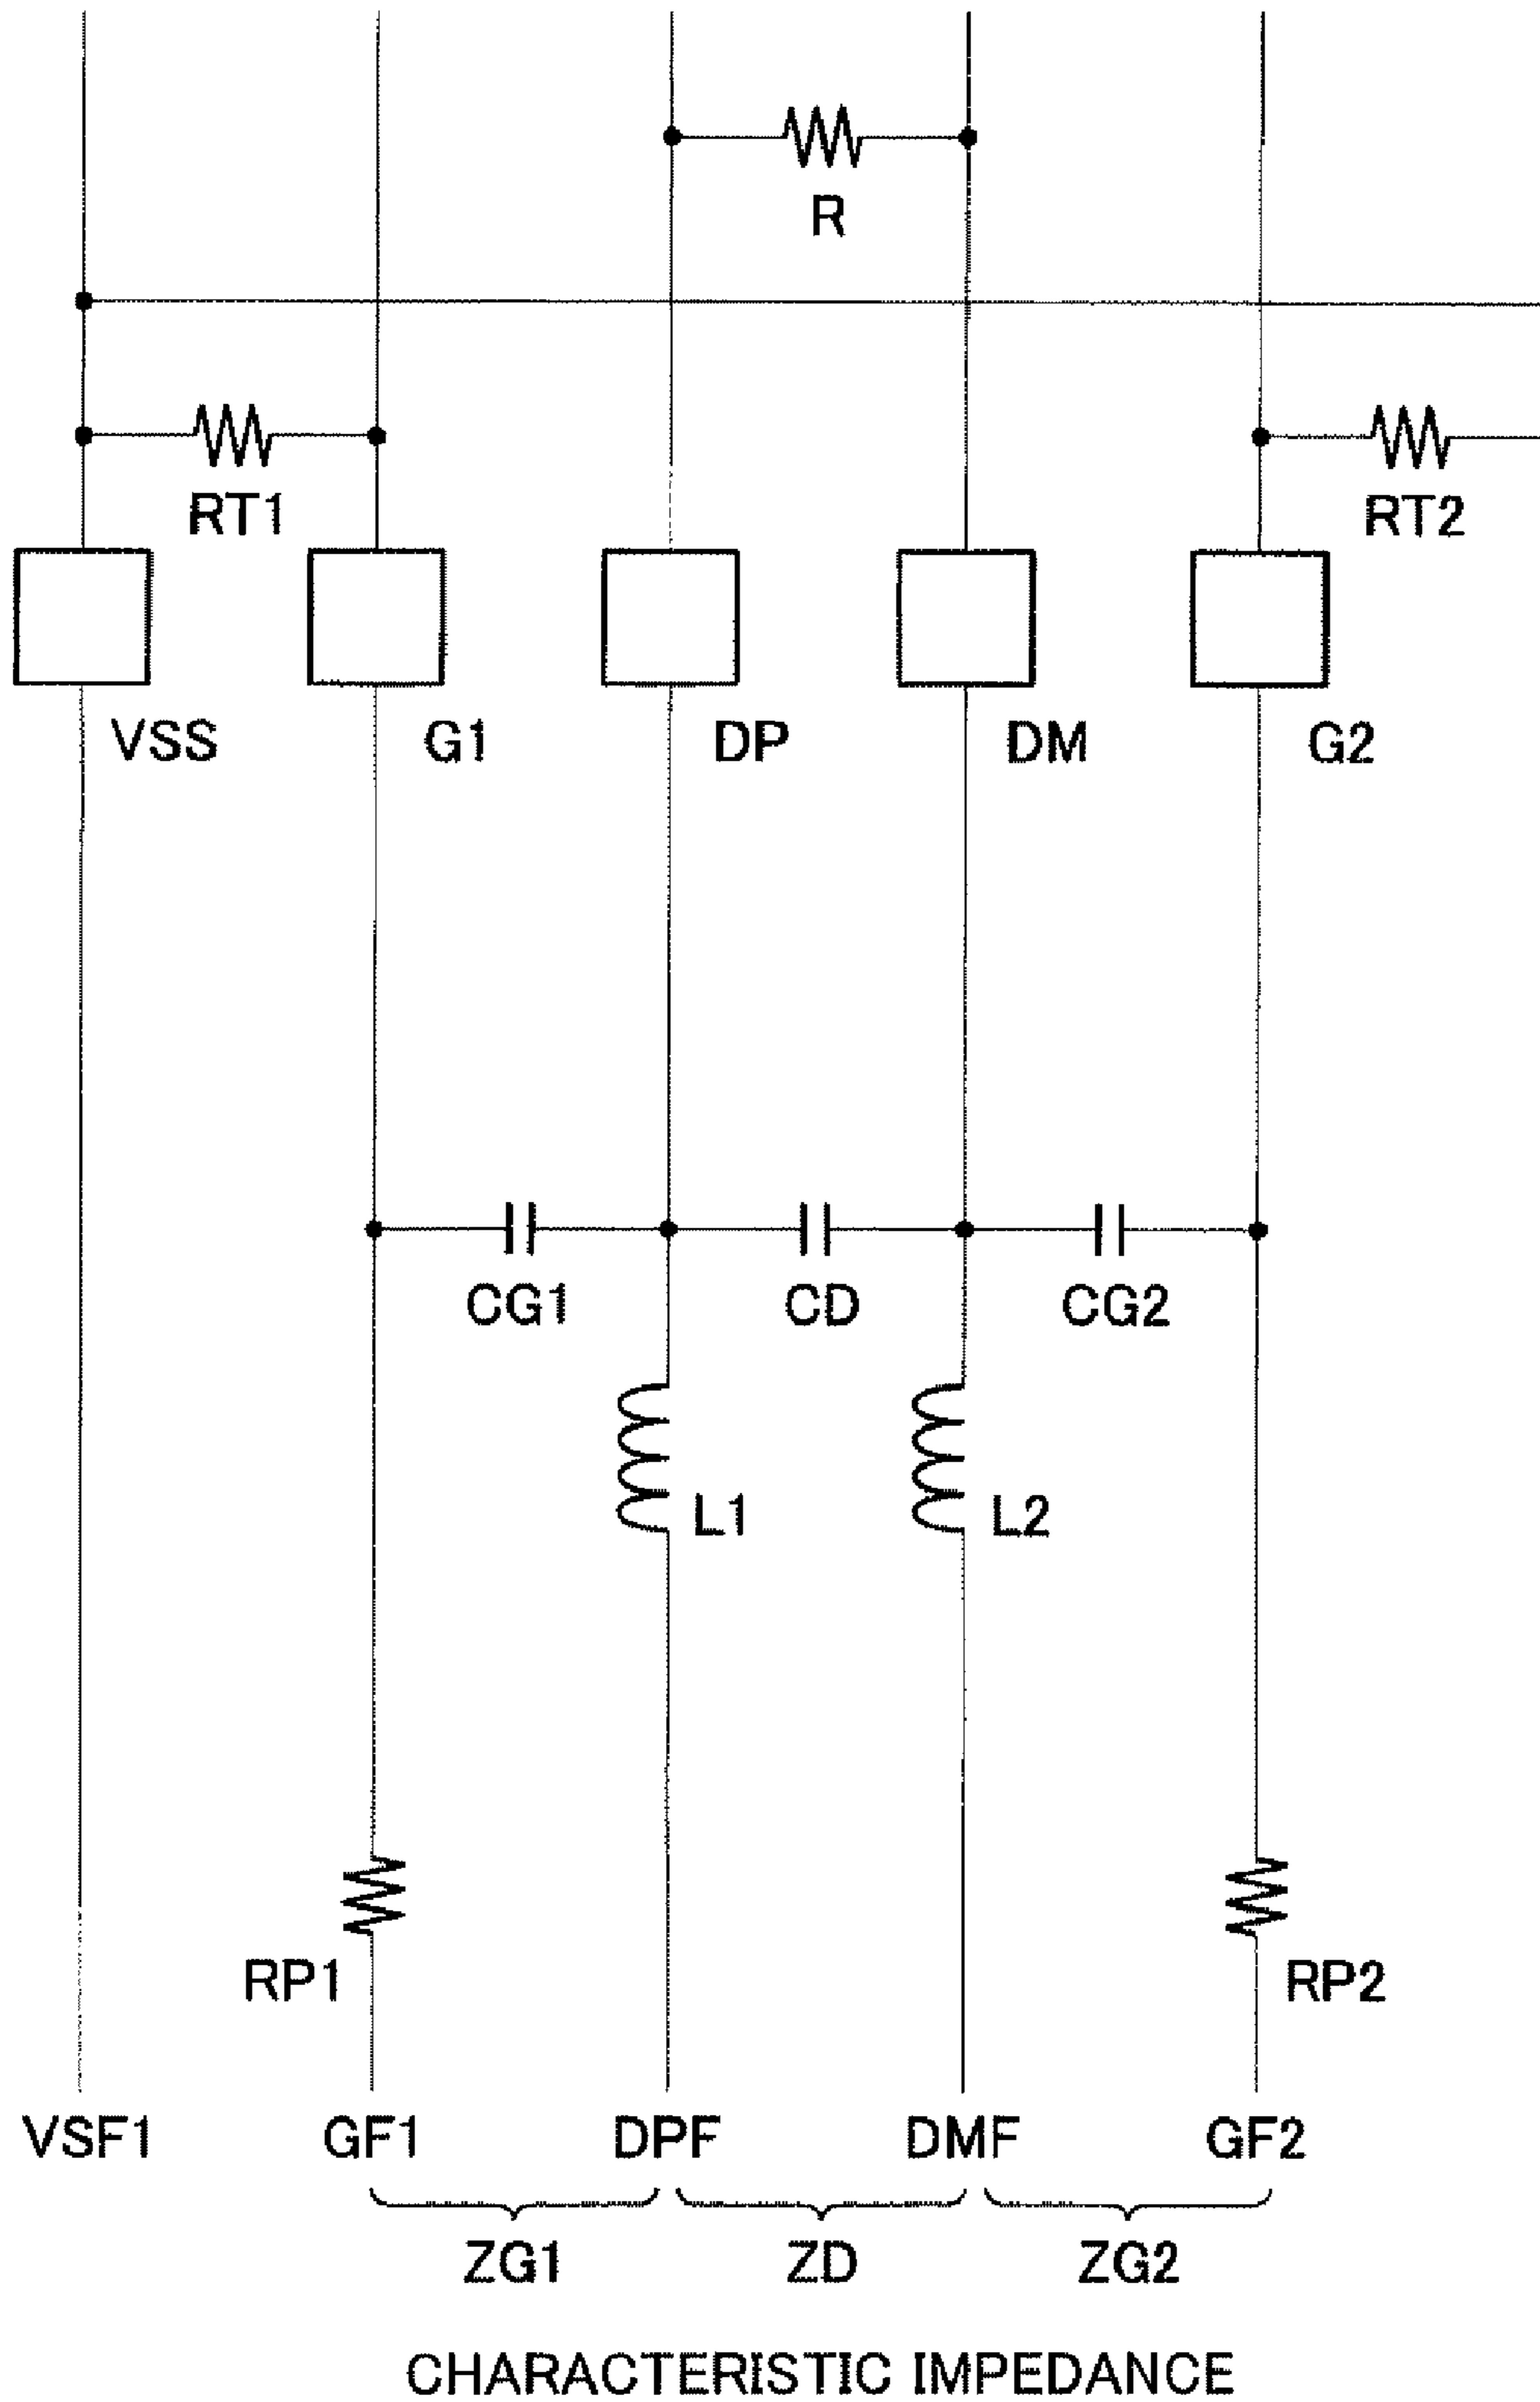 R
RT1
RT2
VSS
G1
DP
DM
G2
CG1
CD
CG2
L1
L2
RP1
RP2
VSF1
GF1
DPF
DMF
GF2
ZG1
ZD
ZG2
CHARACTERISTIC IMPEDANCE